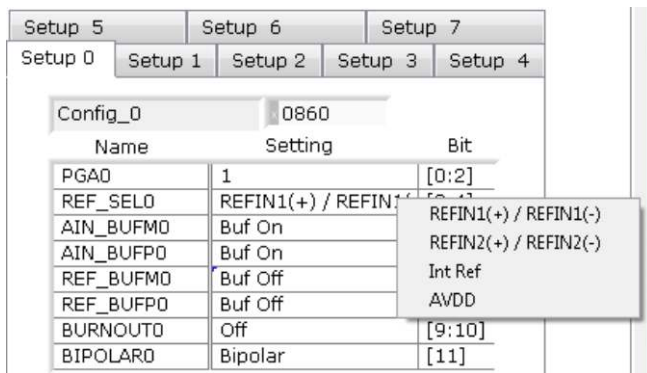 Setup 5 Setup 6 Setup 7
Setup 0 Setup 1 Setup 2 Setup 3 Setup 4
Config_0 x0860
Name Setting Bit
PGA0 1 [0:2]
REF_SEL0 REFIN1(+) / REFIN1(
AIN_BUFM0 Buf On
AIN_BUFP0 Buf On
REF_BUFM0 Buf Off
REF_BUFP0 Buf Off
BURNOUT0 Off [9:10]
BIPOLAR0 Bipolar [11]
REFIN1(+) / REFIN1(-)
REFIN2(+) / REFIN2(-)
Int Ref
AVDD